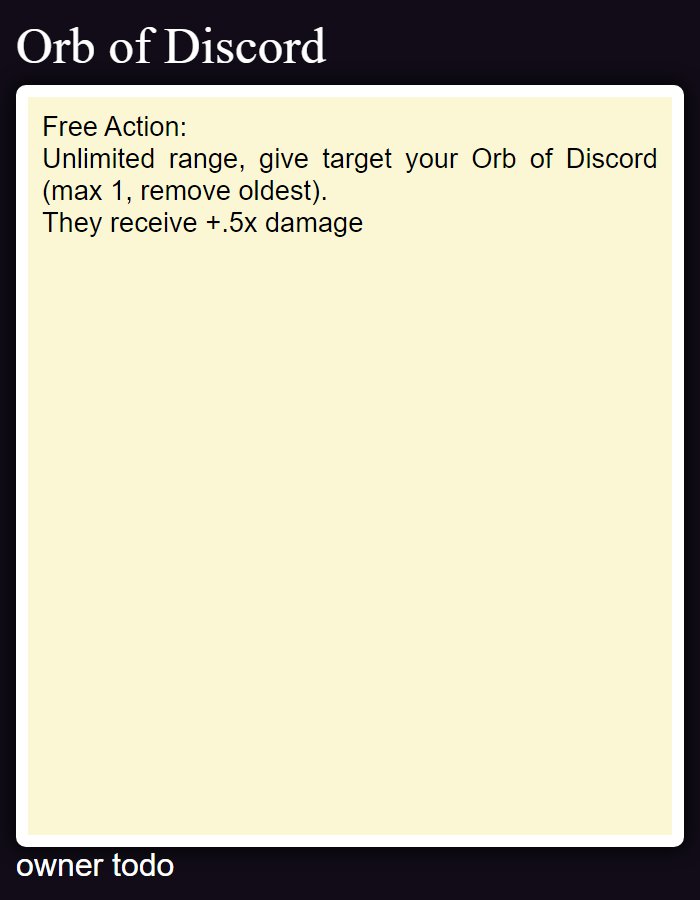 Orb of Discord
Free Action:
Unlimited range, give target your Orb of Discord
(max 1, remove oldest).
They receive +.5x damage
owner todo